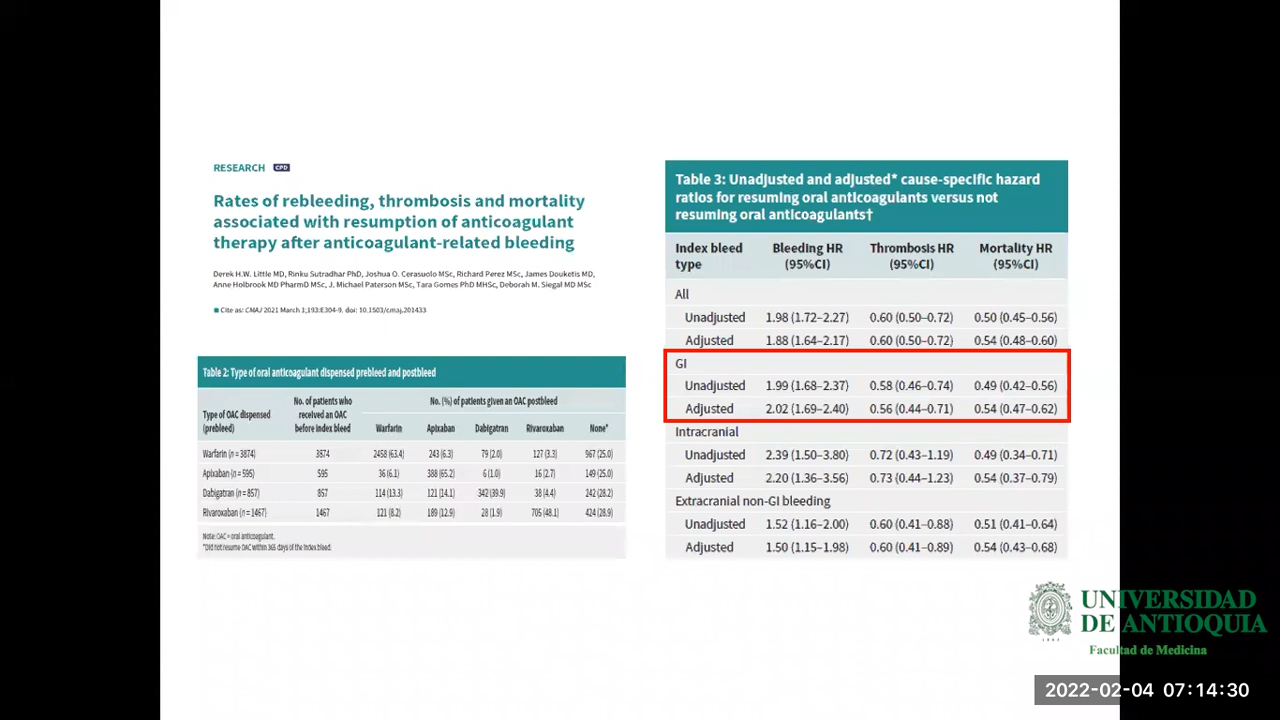 RESEARCH CPD
Rates of rebleeding, thrombosis and mortality
associated with resumption of anticoagulant
therapy after anticoagulant-related bleeding
Derek H.W. Little MD, Rinku Sutradhar PhD, Joshua O. Cerasuolo MSc, Richard Perez MSc, James Douketis MD,
Anne Holbrook MD PharmD MSc, J. Michael Paterson MSc, Tara Gomes PhD MHSc, Deborah M. Siegal MD MSc
Cite as: CMAJ 2021 March 1;193:E304-9. doi: 10.1503/cmaj.201433
Table 2: Type of oral anticoagulant dispensed prebleed and postbleed
Type of OAC dispensed
(prebleed)
No. of patients who
received an OAC
before index bleed
No. (%) of patients given an OAC postbleed
Warfarin Apixaban Dabigatran Rivaroxaban None*
Warfarin (n = 3874) 3874 2458 (63.4) 243 (6.3) 79 (2.0) 127 (3.3) 967 (25.0)
Apixaban (n = 595) 595 36 (6.1) 388 (65.2) 6 (1.0) 16 (2.7) 149 (25.0)
Dabigatran (n = 857) 857 114 (13.3) 121 (14.1) 342 (39.9) 38 (4.4) 242 (28.2)
Rivaroxaban (n = 1467) 1467 121 (8.2) 189 (12.9) 28 (1.9) 705 (48.1) 424 (28.9)
Note: OAC = oral anticoagulant.
*Did not resume OAC within 365 days of the index bleed.
Table 3: Unadjusted and adjusted* cause-specific hazard
ratios for resuming oral anticoagulants versus not
resuming oral anticoagulants†
Index bleed Bleeding HR Thrombosis HR Mortality HR
type (95%CI) (95%CI) (95%CI)
All
Unadjusted 1.98 (1.72–2.27) 0.60 (0.50–0.72) 0.50 (0.45–0.56)
Adjusted 1.88 (1.64–2.17) 0.60 (0.50–0.72) 0.54 (0.48–0.60)
GI
Unadjusted 1.99 (1.68–2.37) 0.58 (0.46–0.74) 0.49 (0.42–0.56)
Adjusted 2.02 (1.69–2.40) 0.56 (0.44–0.71) 0.54 (0.47–0.62)
Intracranial
Unadjusted 2.39 (1.50–3.80) 0.72 (0.43–1.19) 0.49 (0.34–0.71)
Adjusted 2.20 (1.36–3.56) 0.73 (0.44–1.23) 0.54 (0.37–0.79)
Extracranial non-GI bleeding
Unadjusted 1.52 (1.16–2.00) 0.60 (0.41–0.88) 0.51 (0.41–0.64)
Adjusted 1.50 (1.15–1.98) 0.60 (0.41–0.89) 0.54 (0.43–0.68)
UNIVERSIDAD
DE ANTIOQUIA
Facultad de Medicina
2022-02-04 07:14:30